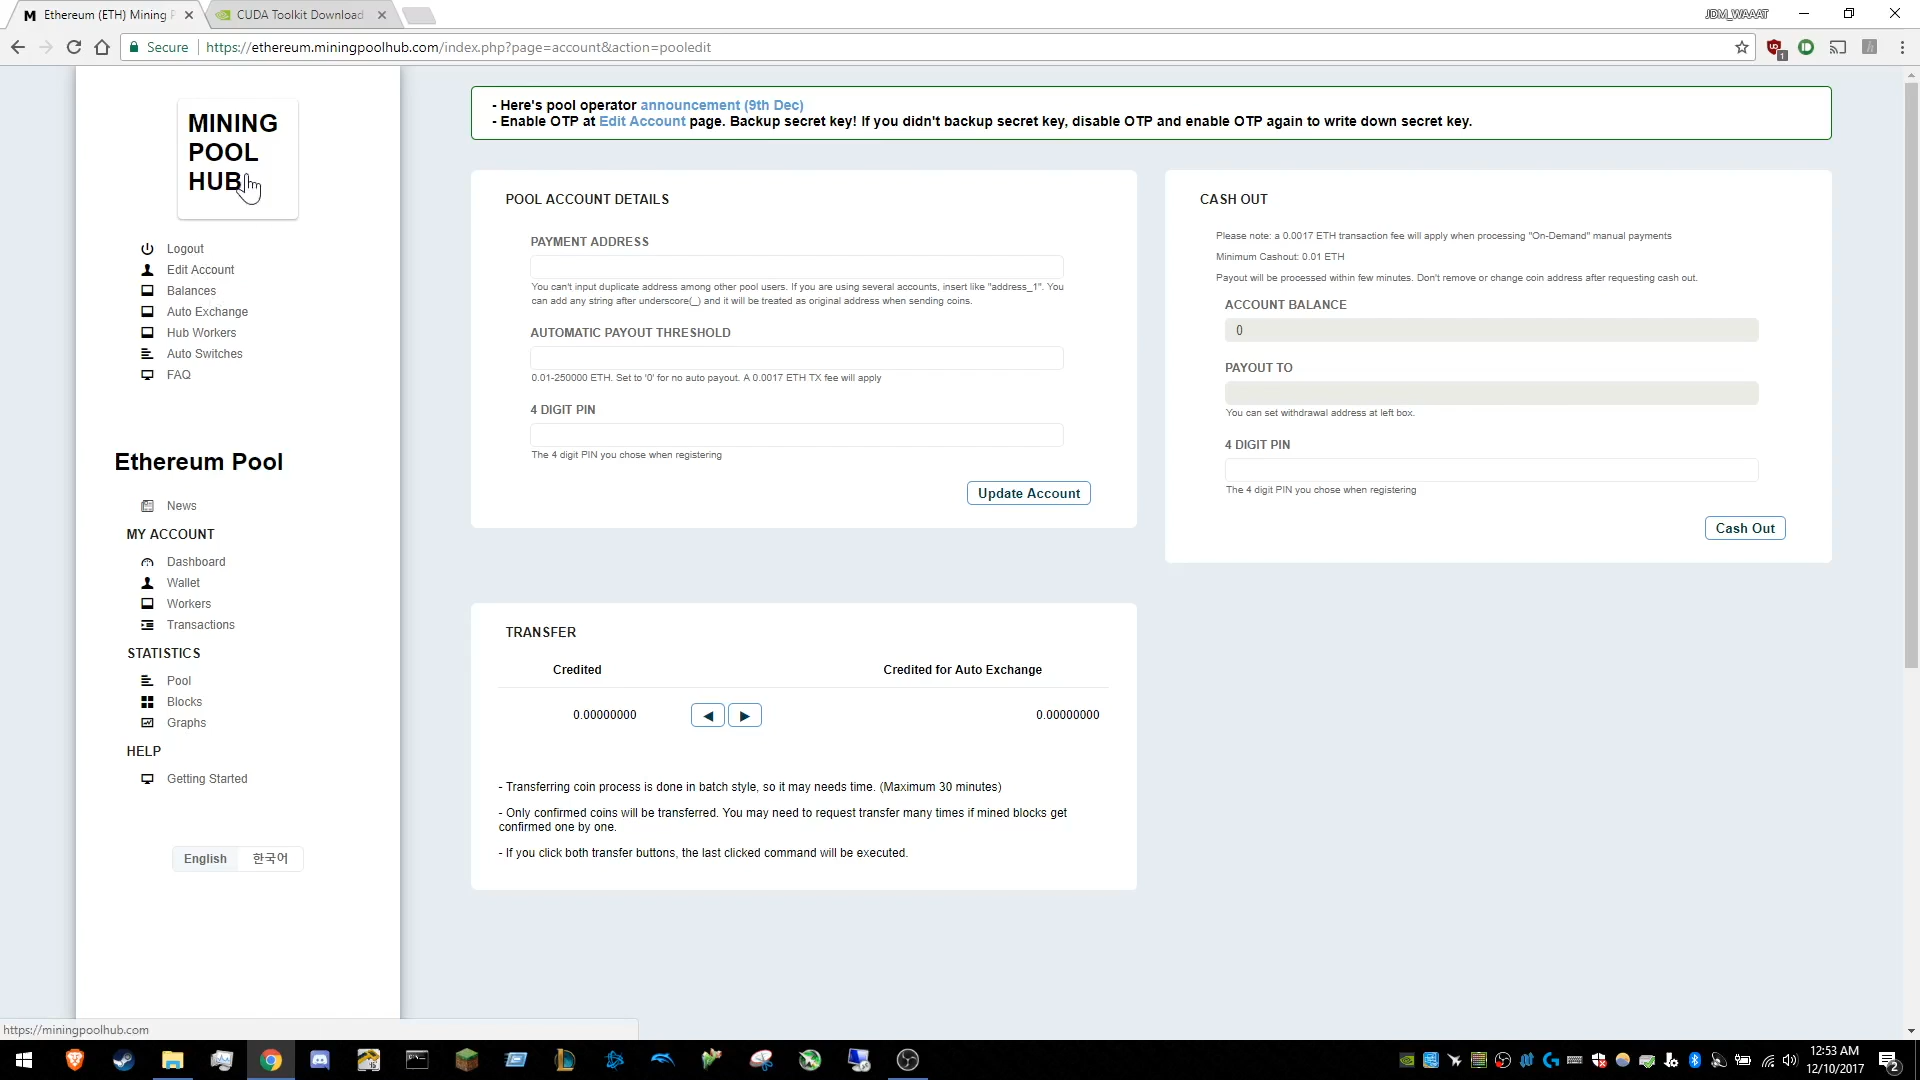 M Ethereum (ETH) Mining P
CUDA Toolkit Download
JDM_WAAAT
Secure
https://ethereum.miningpoolhub.com/index.php?page=account&action=pooledit
1
MINING
POOL
HUB
Logout
Edit Account
Balances
Auto Exchange
Hub Workers
Auto Switches
FAQ
Ethereum Pool
News
MY ACCOUNT
Dashboard
Wallet
Workers
Transactions
STATISTICS
Pool
Blocks
Graphs
HELP
Getting Started
English
한국어
- Here's pool operator announcement (9th Dec)
- Enable OTP at Edit Account page. Backup secret key! If you didn't backup secret key, disable OTP and enable OTP again to write down secret key.
POOL ACCOUNT DETAILS
PAYMENT ADDRESS
You can't input duplicate address among other pool users. If you are using several accounts, insert like "address_1". You
can add any string after underscore(_) and it will be treated as original address when sending coins.
AUTOMATIC PAYOUT THRESHOLD
0.01-250000 ETH. Set to '0' for no auto payout. A 0.0017 ETH TX fee will apply
4 DIGIT PIN
The 4 digit PIN you chose when registering
Update Account
CASH OUT
Please note: a 0.0017 ETH transaction fee will apply when processing "On-Demand" manual payments
Minimum Cashout: 0.01 ETH
Payout will be processed within few minutes. Don't remove or change coin address after requesting cash out.
ACCOUNT BALANCE
0
PAYOUT TO
You can set withdrawal address at left box.
4 DIGIT PIN
The 4 digit PIN you chose when registering
Cash Out
TRANSFER
Credited
Credited for Auto Exchange
0.00000000
0.00000000
- Transferring coin process is done in batch style, so it may needs time. (Maximum 30 minutes)
- Only confirmed coins will be transferred. You may need to request transfer many times if mined blocks get
confirmed one by one.
- If you click both transfer buttons, the last clicked command will be executed.
https://miningpoolhub.com
12:53 AM
12/10/2017
2